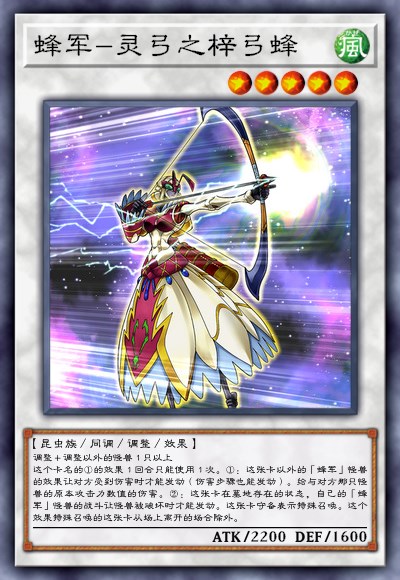 蜂军-灵弓之梓弓蜂
風
【昆虫族／同调／调整／效果】
调整＋调整以外的怪兽１只以上
这个卡名的①的效果１回合只能使用１次。①：这张卡以外的「蜂军」怪兽
的效果让对方受到伤害时才能发动（伤害步骤也能发动）。给与对方那只怪
兽的原本攻击力数值的伤害。②：这张卡在墓地存在的状态，自己的「蜂
军」怪兽的战斗让怪兽被破坏时才能发动。这张卡守备表示特殊召唤。这个
效果特殊召唤的这张卡从场上离开的场合除外。
ATK/2200 DEF/1600